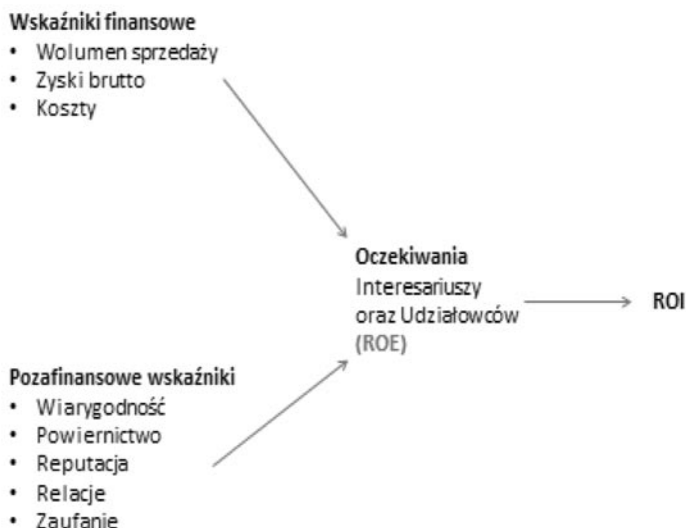 Wskaźniki finansowe
• Wolumen sprzedaży
• Zyski brutto
• Koszty
Oczekiwania
Interesariuszy
oraz Udziałowców
(ROE)
ROI
Pozafinansowe wskaźniki
• Wiarygodność
• Powiernictwo
• Reputacja
• Relacje
• Zaufanie